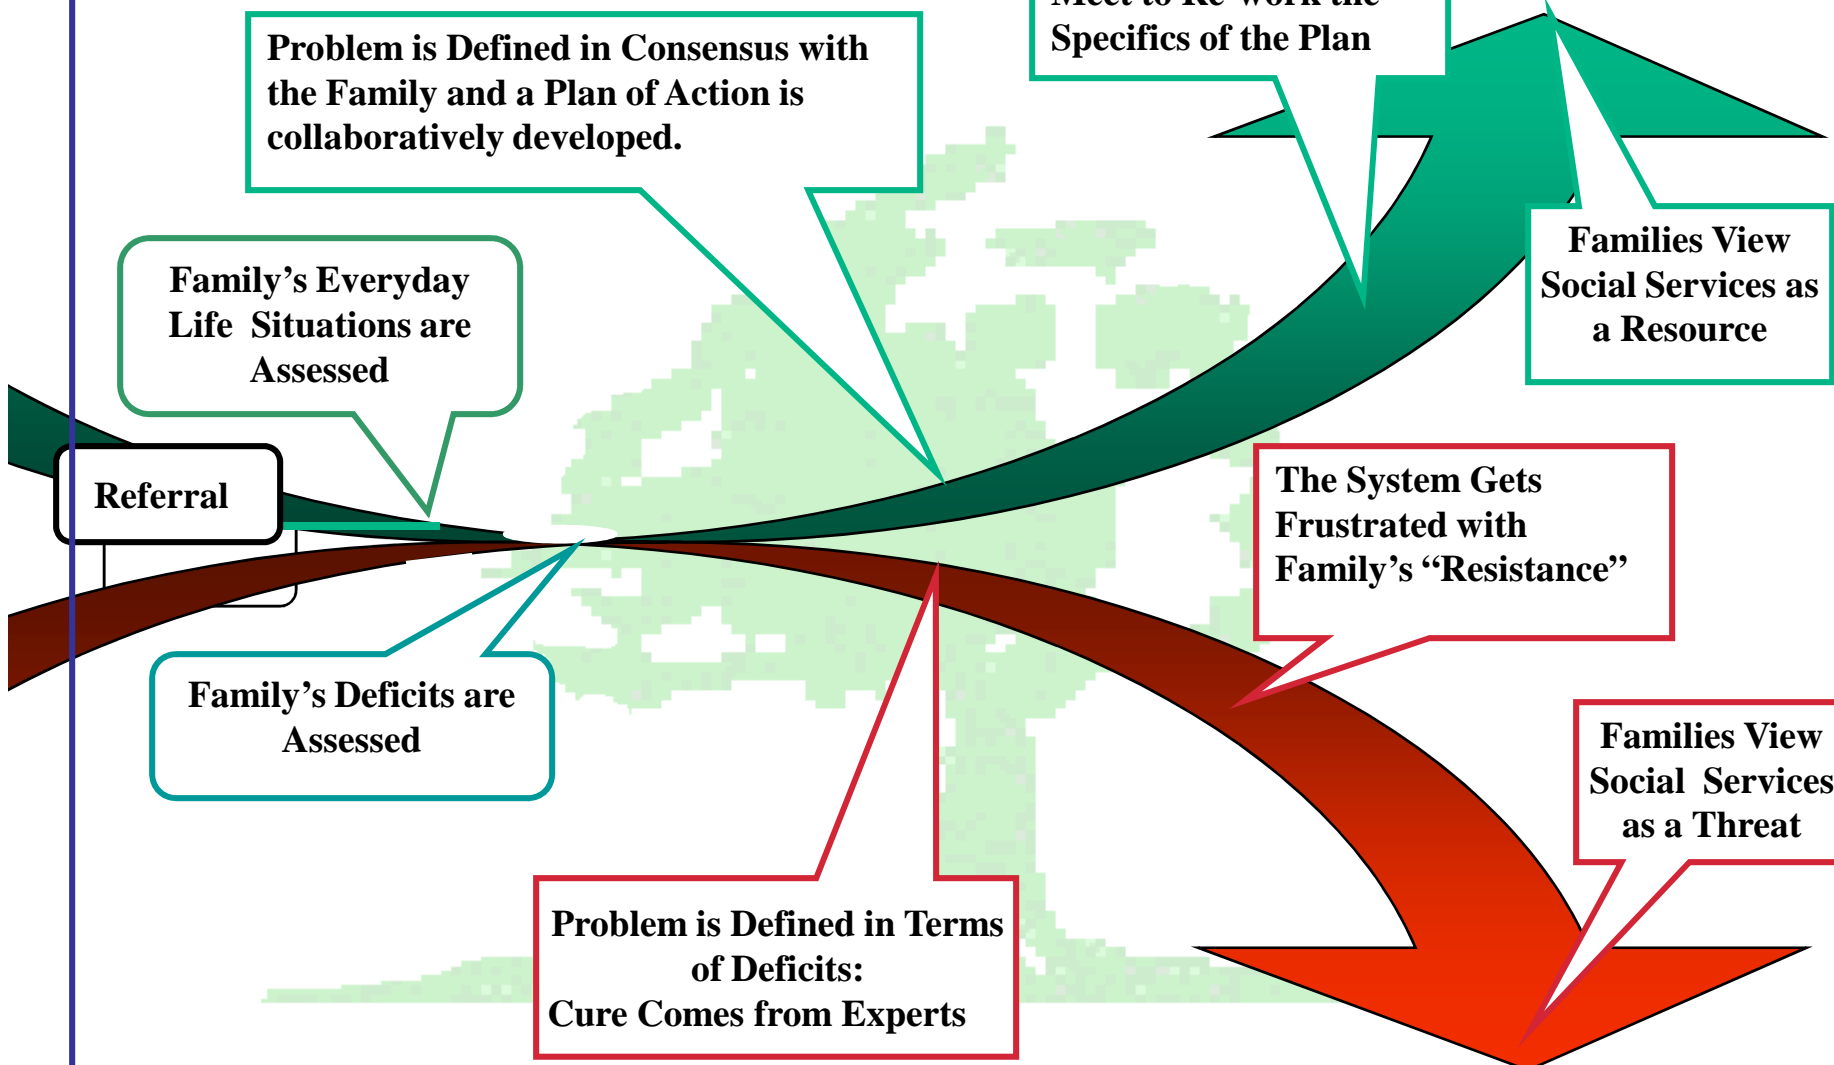 Specifics of the Plan
Problem is Defined in Consensus with
the Family and a Plan of Action is
collaboratively developed.
Families View
Social Services as
a Resource
Family’s Everyday
Life Situations are
Assessed
Referral
The System Gets
Frustrated with
Family’s “Resistance”
Family’s Deficits are
Assessed
Families View
Social Services
as a Threat
Problem is Defined in Terms
of Deficits:
Cure Comes from Experts